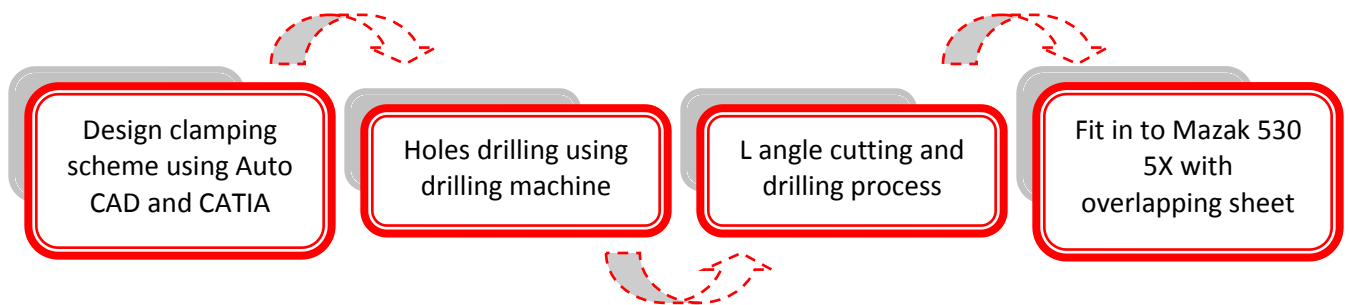 Design clamping
scheme using Auto
CAD and CATIA
Holes drilling using
drilling machine
L angle cutting and
drilling process
Fit in to Mazak 530
5X with
overlapping sheet